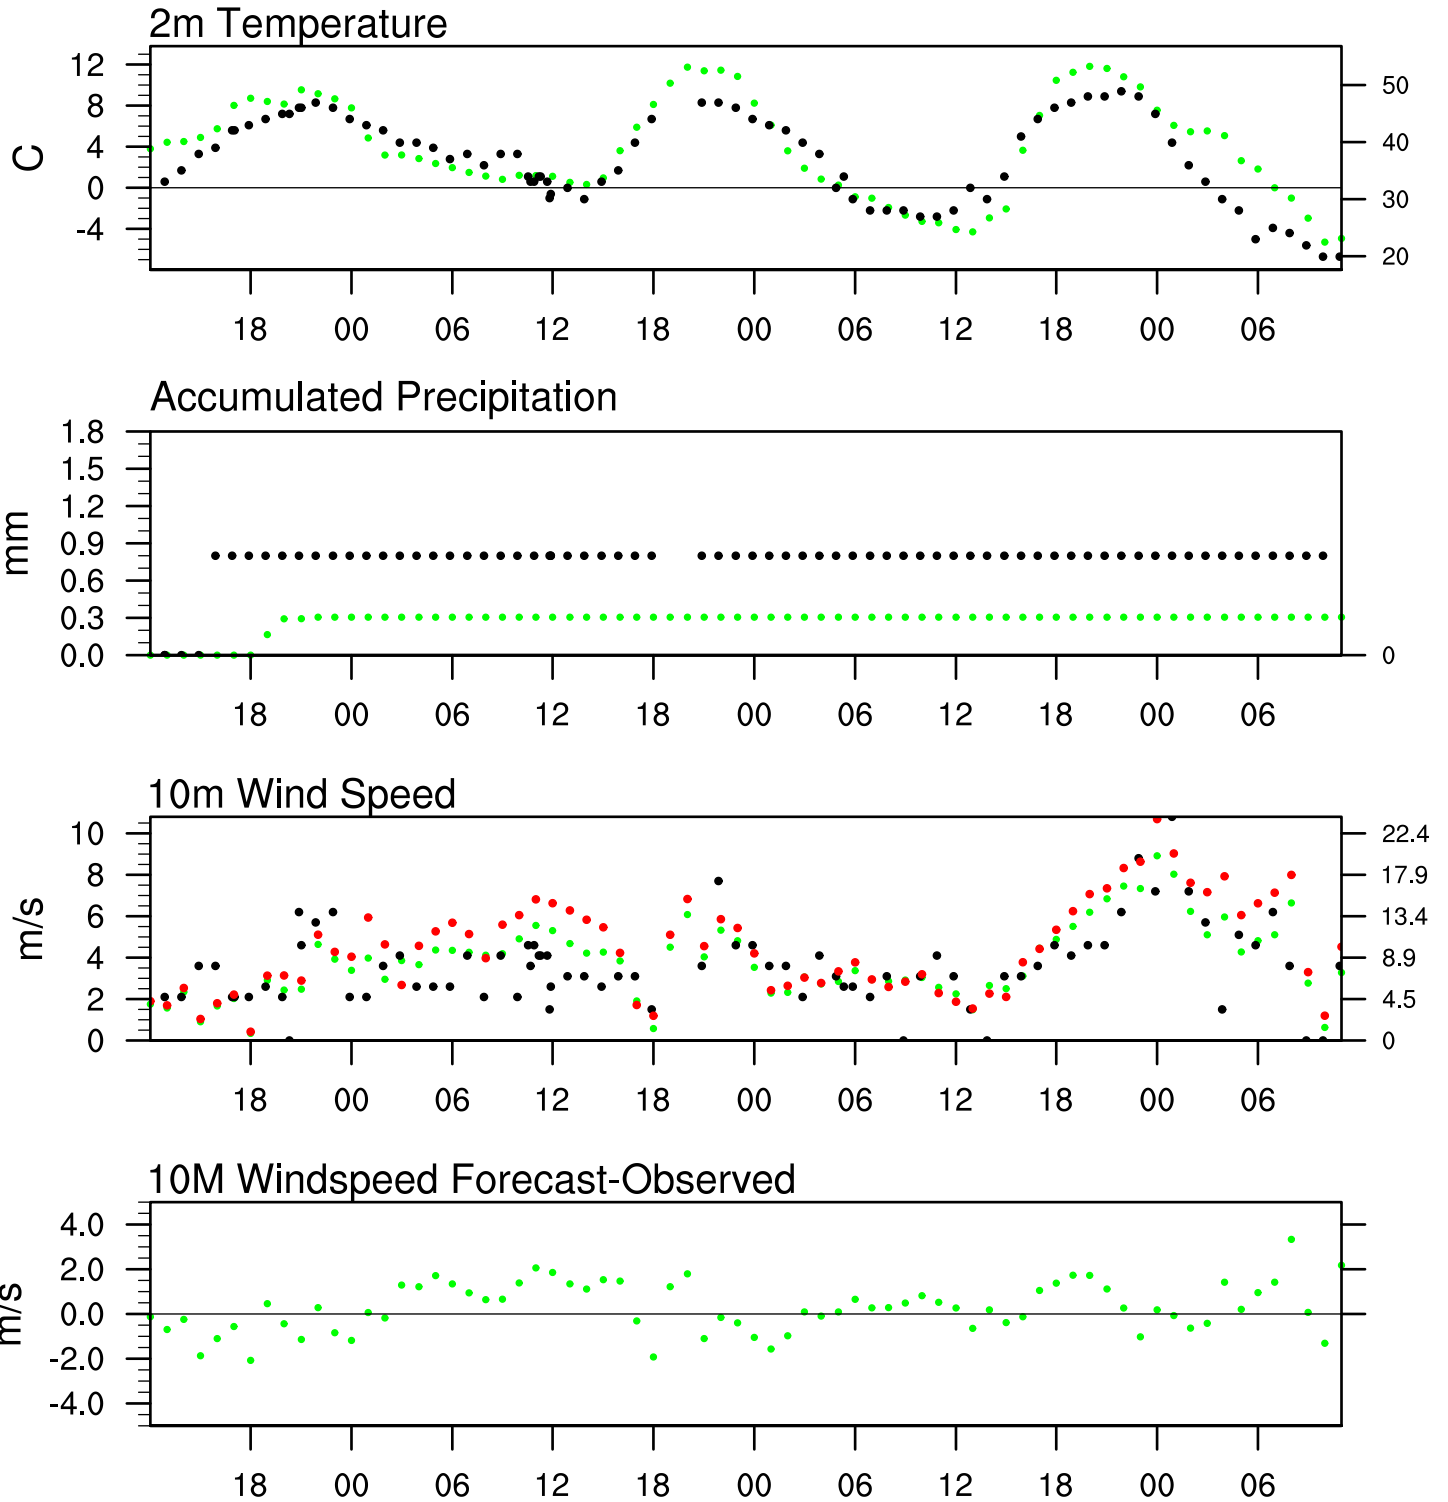 2m Temperature
12
8
4
0
-4
C
50
40
30
20
18 00 06 12 18 00 06 12 18 00 06
Accumulated Precipitation
1.8
1.5
1.2
0.9
0.6
0.3
0.0
mm
0
18 00 06 12 18 00 06 12 18 00 06
10m Wind Speed
10
8
6
4
2
0
m/s
22.4
17.9
13.4
8.9
4.5
0
18 00 06 12 18 00 06 12 18 00 06
10M Windspeed Forecast-Observed
4.0
2.0
0.0
-2.0
-4.0
m/s
18 00 06 12 18 00 06 12 18 00 06